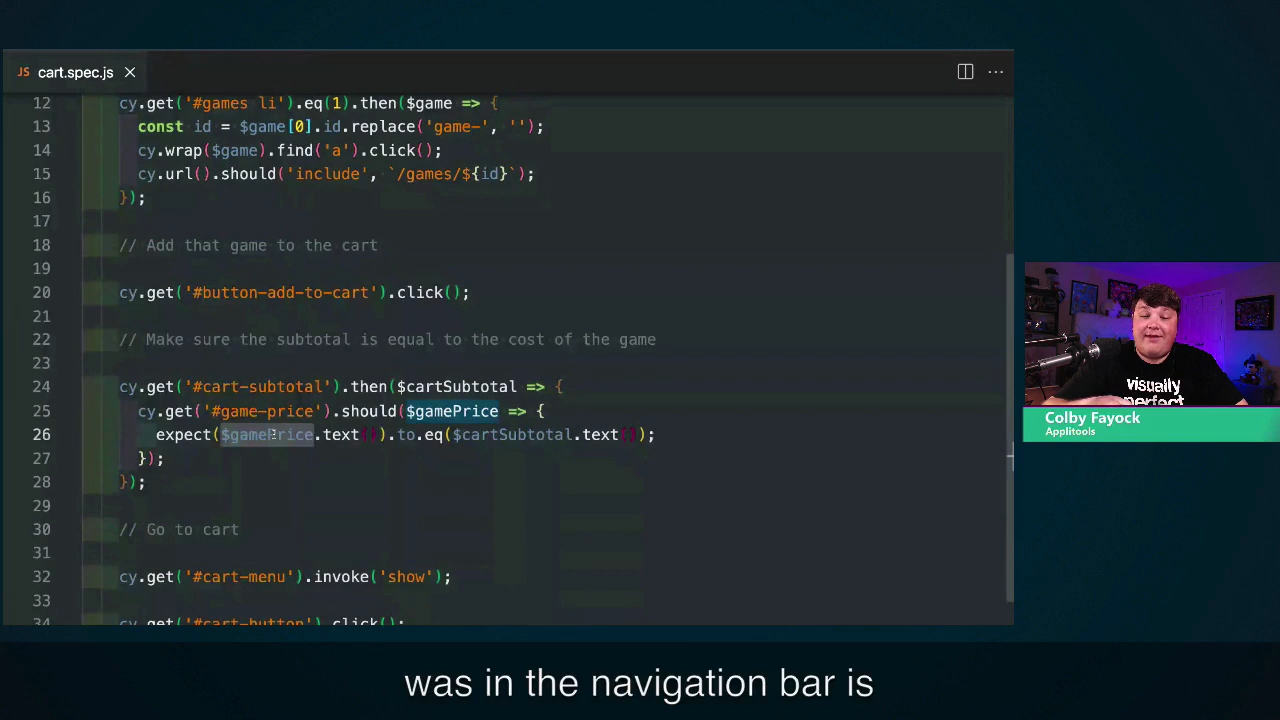 JS cart.spec.js
12 cy.get('#games li').eq(1).then($game => {
13 const id = $game[0].id.replace('game-', '');
14 cy.wrap($game).find('a').click();
15 cy.url().should('include', `/games/${id}`);
16 });
17
18 // Add that game to the cart
19
20 cy.get('#button-add-to-cart').click();
21
22 // Make sure the subtotal is equal to the cost of the game
23
24 cy.get('#cart-subtotal').then($cartSubtotal => {
25 cy.get('#game-price').should($gamePrice => {
26 expect($gamePrice.text()).to.eq($cartSubtotal.text());
27 });
28 });
29
30 // Go to cart
31
32 cy.get('#cart-menu').invoke('show');
33
34 cy.get('#cart-button').click();
visually
perfect
Colby Fayock
Applitools
was in the navigation bar is